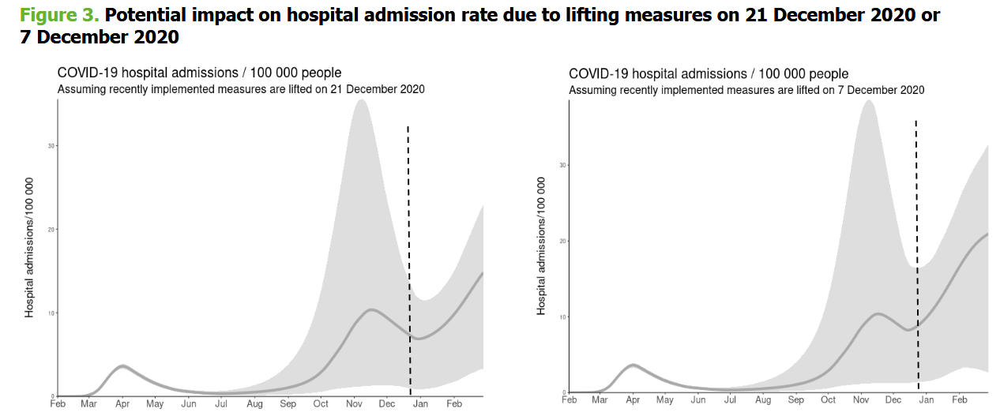 Figure 3. Potential impact on hospital admission rate due to lifting measures on 21 December 2020 or
7 December 2020
COVID-19 hospital admissions / 100 000 people
Assuming recently implemented measures are lifted on 21 December 2020
Hospital admissions/100 000
30
20
10
0
Feb Mar Apr May Jun Jul Aug Sep Oct Nov Dec Jan Feb
COVID-19 hospital admissions / 100 000 people
Assuming recently implemented measures are lifted on 7 December 2020
Hospital admissions/100 000
30
20
10
0
Feb Mar Apr May Jun Jul Aug Sep Oct Nov Dec Jan Feb